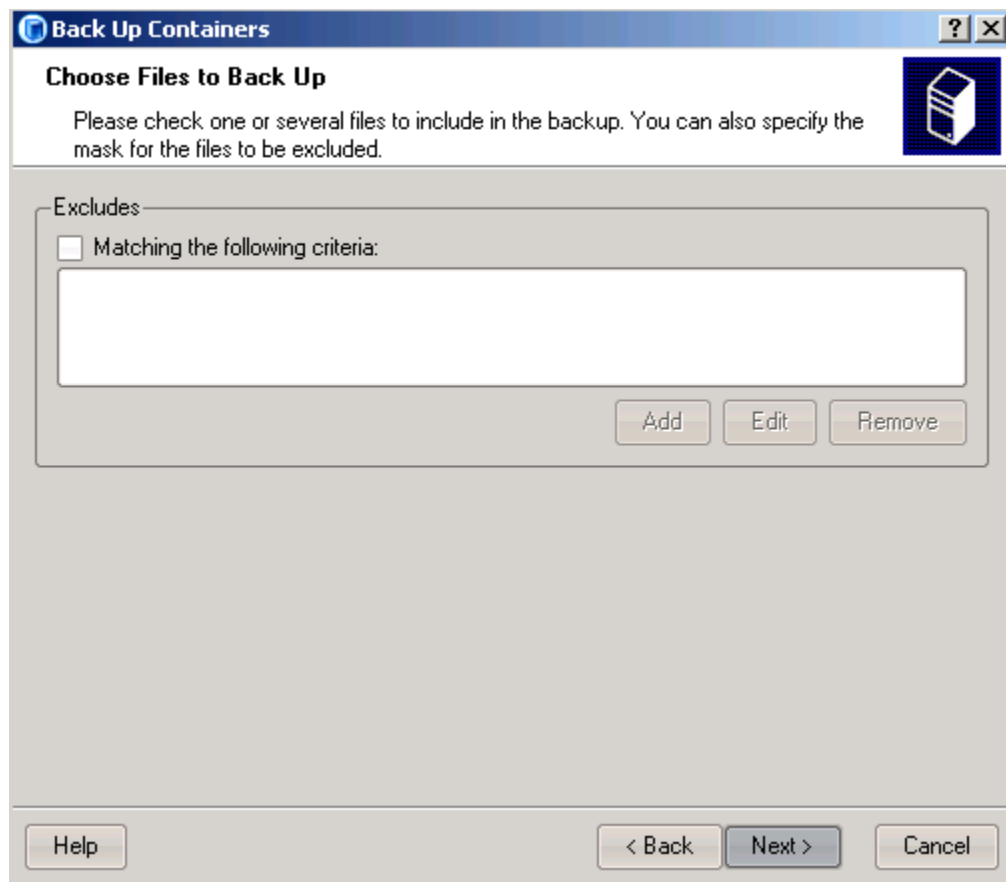 Back Up Containers
Choose Files to Back Up
Please check one or several files to include in the backup. You can also specify the
mask for the files to be excluded.
Excludes
Matching the following criteria:
Add Edit Remove
Help < Back Next > Cancel